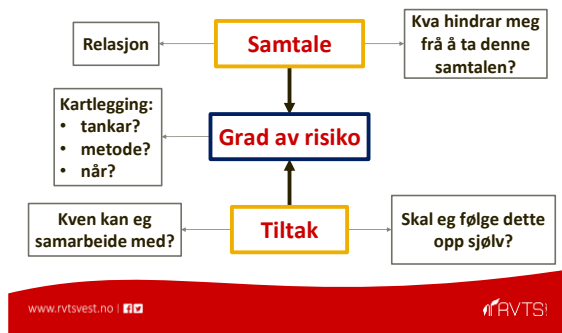 Relasjon
Samtale
Kva hindrar meg
frå å ta denne
samtalen?
Kartlegging:
• tankar?
• metode?
• når?
Grad av risiko
Kven kan eg
samarbeide med?
Tiltak
Skal eg følge dette
opp sjølv?
www.rvtsvest.no |
RVTS